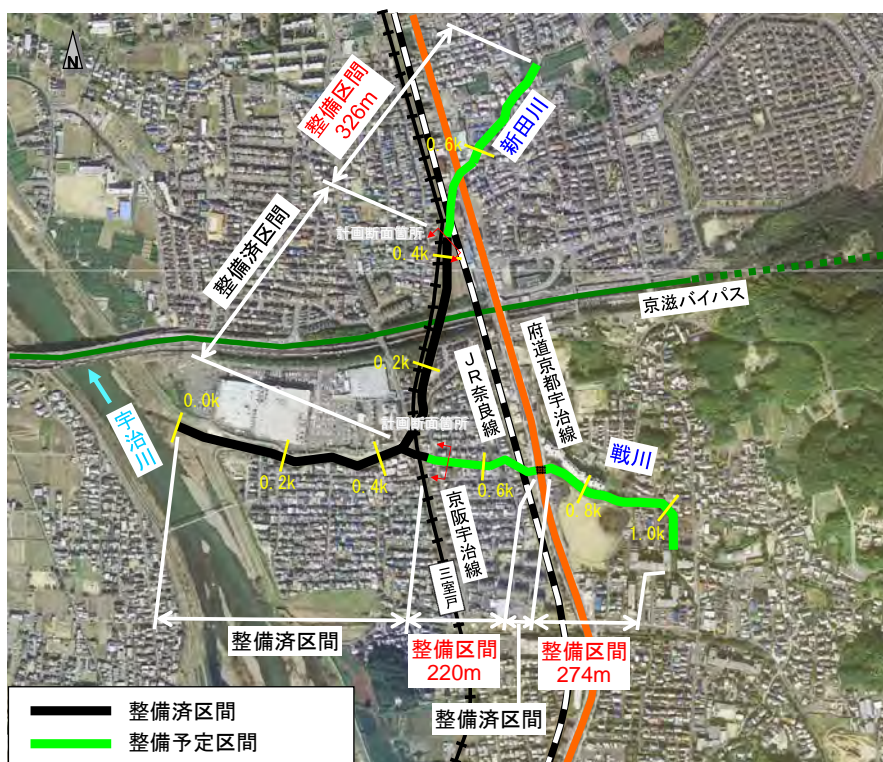 N
整備区間
326m
新田川
0.6k
整備済区間
計画断面箇所
0.4k
京滋バイパス
0.2k
JR奈良線
府道京都宇治線
宇治川
0.0k
計画断面箇所
戦川
0.2k
0.4k
0.6k
0.8k
1.0k
京阪宇治線
三室戸
整備済区間
整備区間
220m
整備区間
274m
整備済区間
整備済区間
整備予定区間